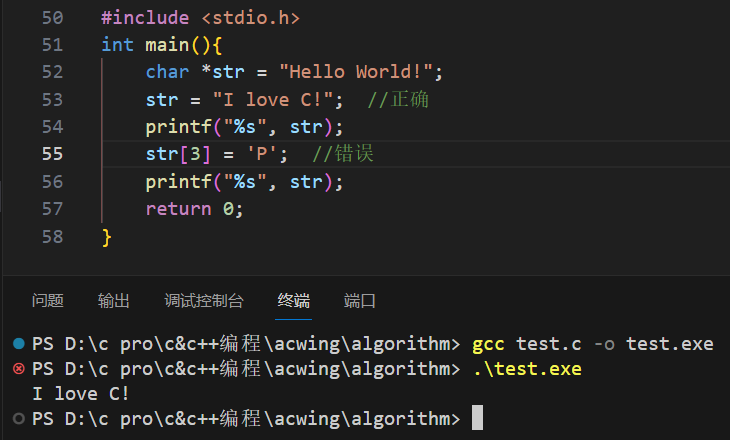 50 #include <stdio.h>
51 int main(){
52 char *str = "Hello World!";
53 str = "I love C!"; //正确
54 printf("%s", str);
55 str[3] = 'P'; //错误
56 printf("%s", str);
57 return 0;
58 }
问题 输出 调试控制台 终端 端口
PS D:\c pro\c&c++编程\acwing\algorithm> gcc test.c -o test.exe
PS D:\c pro\c&c++编程\acwing\algorithm> .\test.exe
I love C!
PS D:\c pro\c&c++编程\acwing\algorithm>